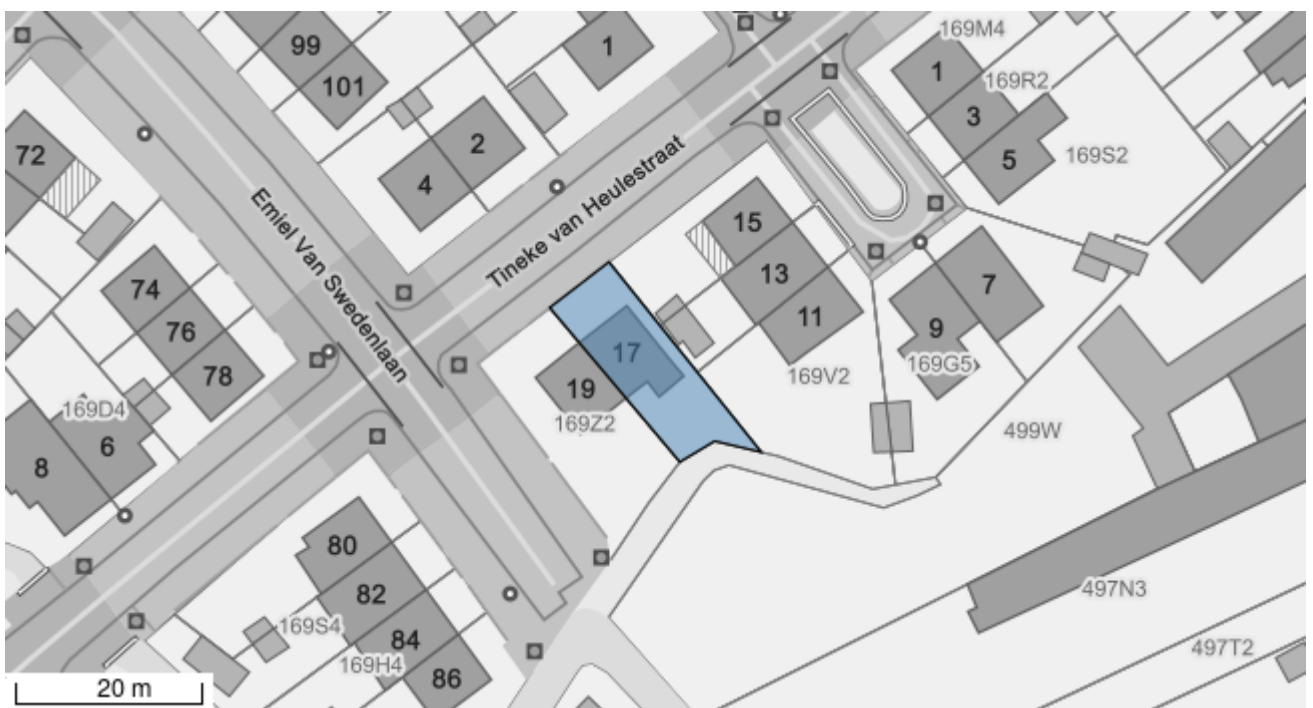 99
101
1
169M4
1
169R2
3
5
169S2
72
2
4
Tineke van Heulestraat
Emiel Van Swedenlaan
15
13
11
7
9
169G5
169V2
74
76
78
17
19
169Z2
169D4
6
8
499W
80
82
84
86
169S4
169H4
497N3
497T2
20 m